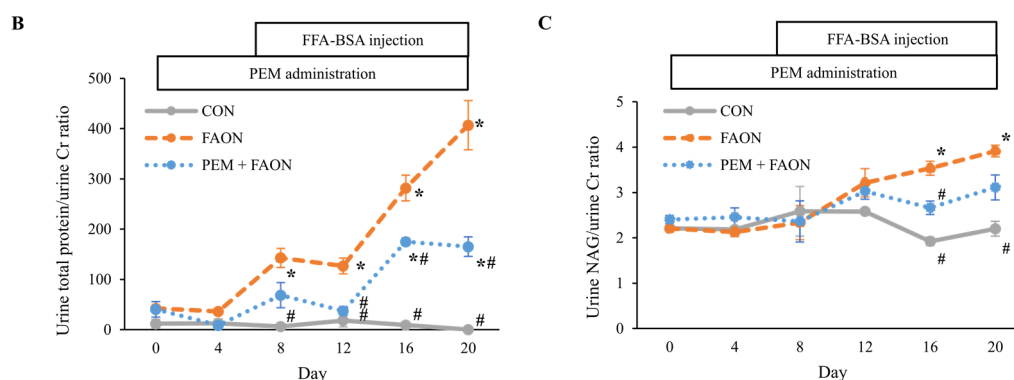 B
FFA-BSA injection
PEM administration
Urine total protein/urine Cr ratio
500
400
300
200
100
0
CON
FAON
PEM + FAON
*
*
*
*
*#
*#
#
#
#
#
#
0 4 8 12 16 20
Day
C
FFA-BSA injection
PEM administration
Urine NAG/urine Cr ratio
5
4
3
2
1
0
CON
FAON
PEM + FAON
*
*
#
#
#
0 4 8 12 16 20
Day